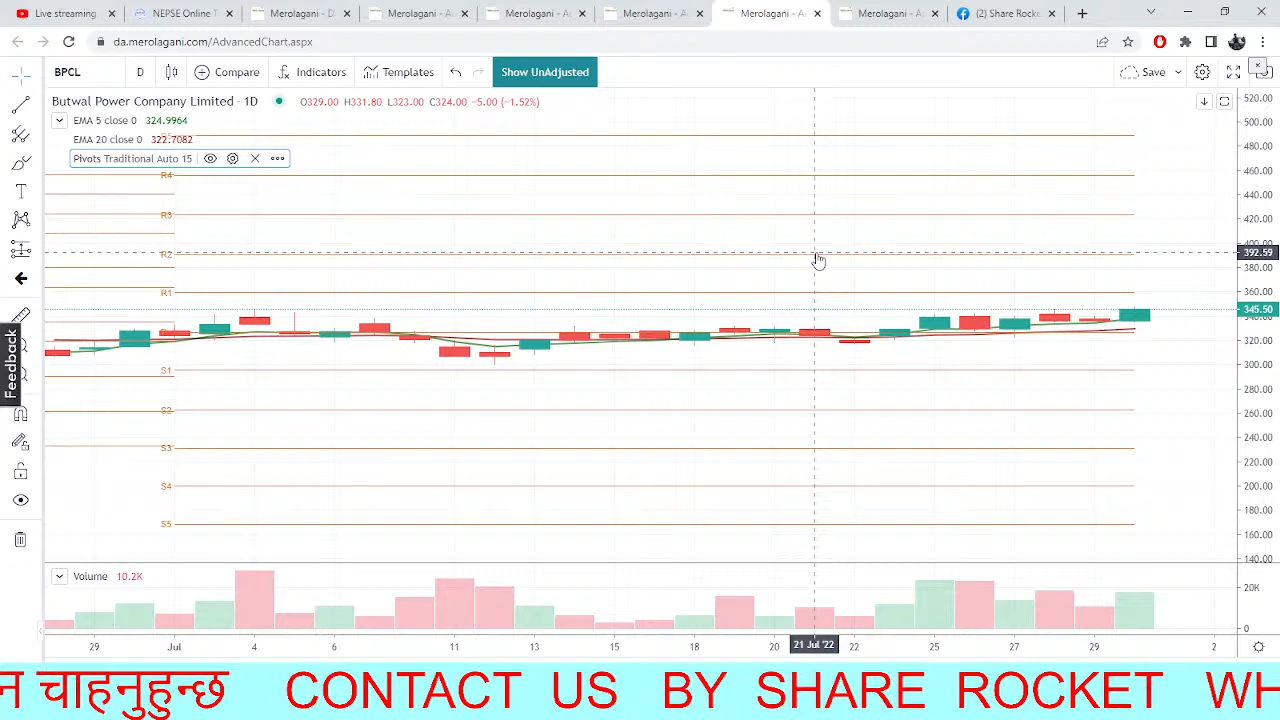 Livestream - YouTube
NEPSE Online T
Merolagani - D
Merolagani - A
Merolagani - A
Merolagani - A
Merolagani - A
Merolagani - A
(2) Share Rocke
da.merolagani.com/AdvancedChart.aspx
BPCL D Compare Indicators Templates Show UnAdjusted Save
Butwal Power Company Limited · 1D O329.00 H331.80 L323.00 C324.00 −5.00 (−1.52%)
EMA 5 close 0 324.9964
EMA 20 close 0 322.7082
Pivots Traditional Auto 15
R4
R3
R2
R1
S1
S2
S3
S4
S5
520.00
500.00
480.00
460.00
440.00
420.00
400.00
392.59
380.00
360.00
345.50
320.00
300.00
280.00
260.00
240.00
220.00
200.00
180.00
160.00
140.00
Feedback
Volume 10.2K
20K
0
29 Jul 4 6 11 13 15 18 20 21 Jul '22 22 25 27 29 2
न चाहनुहुन्छ CONTACT US BY SHARE ROCKET WH